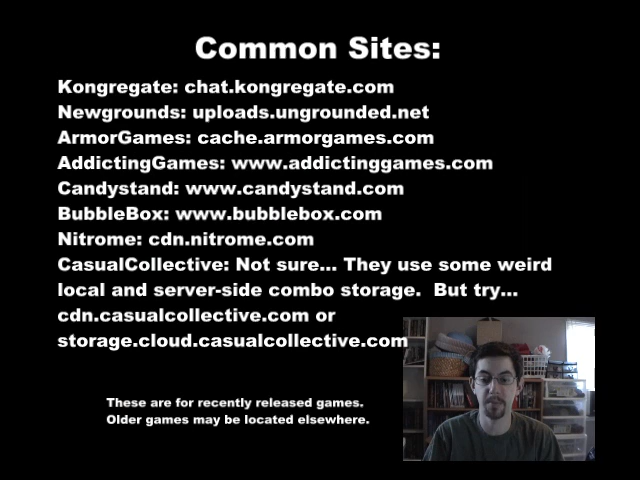 Common Sites:
Kongregate: chat.kongregate.com
Newgrounds: uploads.ungrounded.net
ArmorGames: cache.armorgames.com
AddictingGames: www.addictinggames.com
Candystand: www.candystand.com
BubbleBox: www.bubblebox.com
Nitrome: cdn.nitrome.com
CasualCollective: Not sure... They use some weird
local and server-side combo storage.  But try...
cdn.casualcollective.com or
storage.cloud.casualcollective.com
These are for recently released games.
Older games may be located elsewhere.